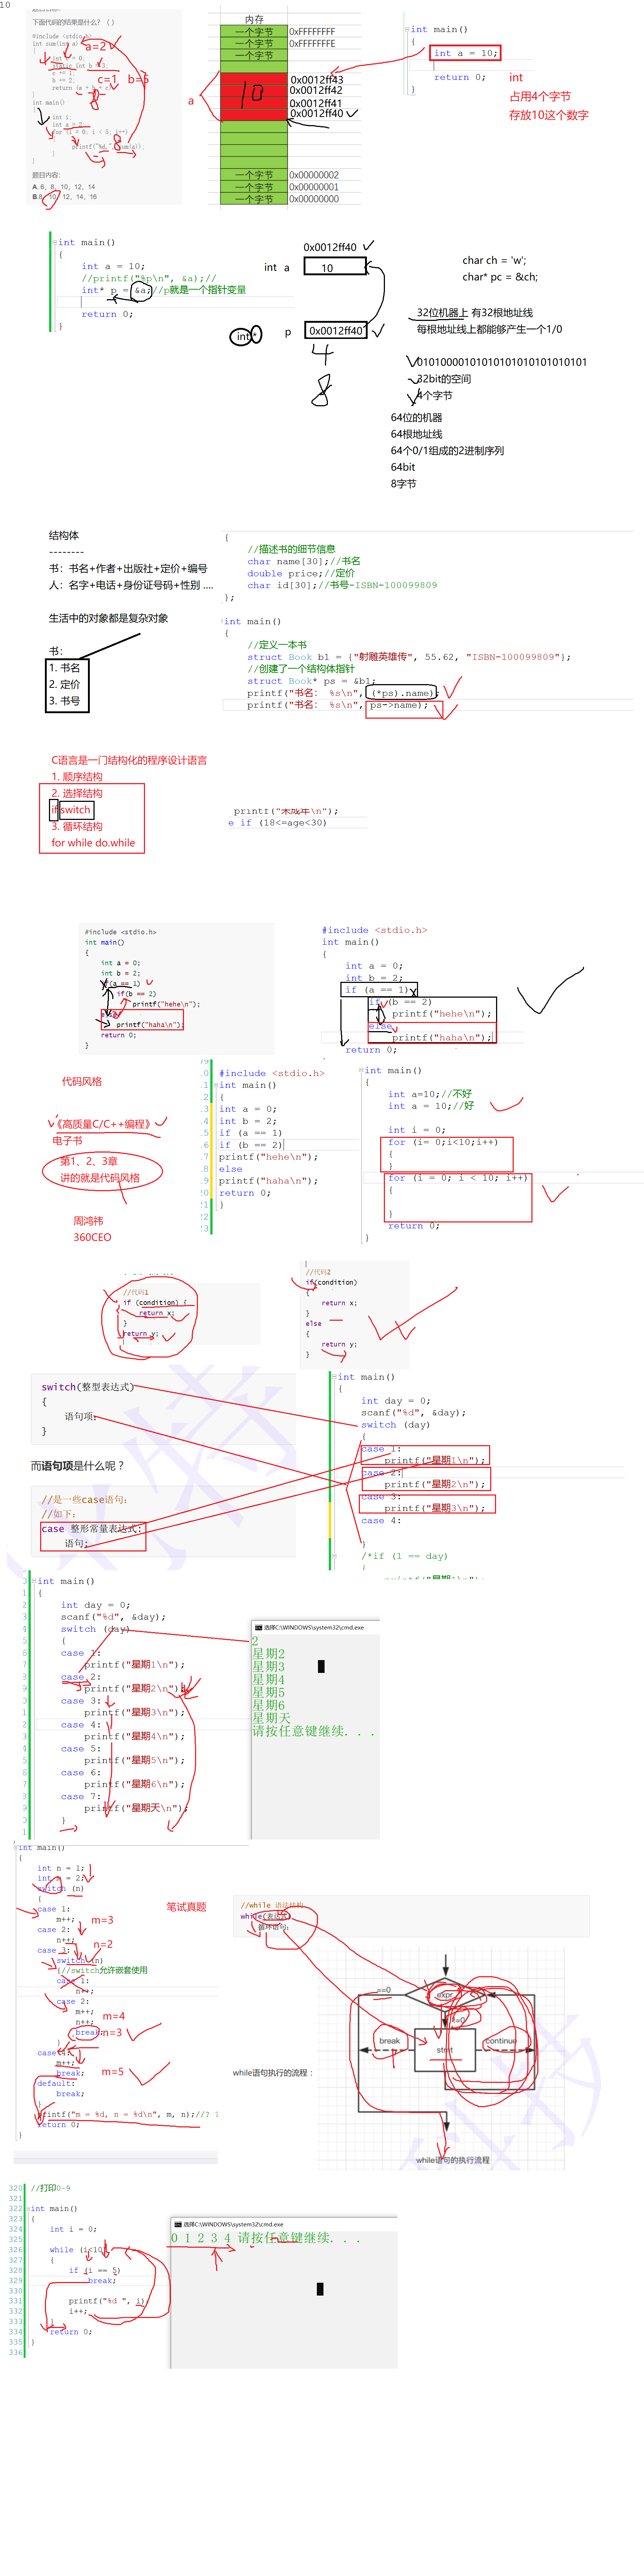 10
下面代码的结果是什么？（ ）
#include <stdio.h>
int sum(int a)
{
int c = 0;
static int b = 3;
c += 1;
b += 2;
return (a + b + c);
}
int main()
{
int i;
int a = 2;
for (i = 0; i < 5; i++)
{
printf("%d,", sum(a));
}
}
a=2
c=1 b=5
8
8
题目内容:
A. 6, 8, 10, 12, 14
B.8, 10, 12, 14, 16
内存
一个字节 0xFFFFFFFF
一个字节 0xFFFFFFFE
一个字节
a
10
0x0012ff43
0x0012ff42
0x0012ff41
0x0012ff40
一个字节 0x00000002
一个字节 0x00000001
一个字节 0x00000000
int main()
{
int a = 10;
return 0;
}
int
占用4个字节
存放10这个数字
int main()
{
int a = 10;
//printf("%p\n", &a);//
int* p = &a;//p就是一个指针变量
return 0;
}
0x0012ff40
int a 10
int* p 0x0012ff40
4
8
char ch = 'w';
char* pc = &ch;
32位机器上 有32根地址线
每根地址线上都能够产生一个1/0
01010000101010101010101010101
32bit的空间
4个字节
64位的机器
64根地址线
64个0/1组成的2进制序列
64bit
8字节
结构体
--------
书：书名+作者+出版社+定价+编号
人：名字+电话+身份证号码+性别 ....
生活中的对象都是复杂对象
书：
1. 书名
2. 定价
3. 书号
{
//描述书的细节信息
char name[30];//书名
double price;//定价
char id[30];//书号-ISBN-100099809
};
int main()
{
//定义一本书
struct Book b1 = {"射雕英雄传", 55.62, "ISBN-100099809"};
//创建了一个结构体指针
struct Book* ps = &b1;
printf("书名: %s\n", (*ps).name);
printf("书名: %s\n", ps->name);
C语言是一门结构化的程序设计语言
1. 顺序结构
2. 选择结构
if switch
3. 循环结构
for while do.while
printf("未成年\n");
e if (18<=age<30)
#include <stdio.h>
int main()
{
int a = 0;
int b = 2;
if(a == 1)
if(b == 2)
printf("hehe\n");
else
printf("haha\n");
return 0;
}
#include <stdio.h>
int main()
{
int a = 0;
int b = 2;
if (a == 1)
if (b == 2)
printf("hehe\n");
else
printf("haha\n");
return 0;
代码风格
《高质量C/C++编程》
电子书
第1、2、3章
讲的就是代码风格
周鸿祎
360CEO
#include <stdio.h>
int main()
{
int a = 0;
int b = 2;
if (a == 1)
if (b == 2)
printf("hehe\n");
else
printf("haha\n");
return 0;
}
int main()
{
int a=10;//不好
int a = 10;//好
int i = 0;
for (i= 0;i<10;i++)
{
}
for (i = 0; i < 10; i++)
{
}
return 0;
}
//代码1
if (condition) {
return x;
}
return y;
//代码2
if(condition)
{
return x;
}
else
{
return y;
}
switch(整型表达式)
{
语句项;
}
而语句项是什么呢？
//是一些case语句:
//如下:
case 整形常量表达式:
语句;
int main()
{
int day = 0;
scanf("%d", &day);
switch (day)
{
case 1:
printf("星期1\n");
case 2:
printf("星期2\n");
case 3:
printf("星期3\n");
case 4:
}
/*if (1 == day)
{
int main()
{
int day = 0;
scanf("%d", &day);
switch (day)
{
case 1:
printf("星期1\n");
case 2:
printf("星期2\n");
case 3:
printf("星期3\n");
case 4:
printf("星期4\n");
case 5:
printf("星期5\n");
case 6:
printf("星期6\n");
case 7:
printf("星期天\n");
}
选择C:\WINDOWS\system32\cmd.exe
2
星期2
星期3
星期4
星期5
星期6
星期天
请按任意键继续. . .
int main()
{
int n = 1;
int m = 2;
switch (n)
{
case 1:
m++;
case 2:
n++;
case 3:
switch (n)
{//switch允许嵌套使用
case 1:
n++;
case 2:
m++;
n++;
break;
}
case 4:
m++;
break;
default:
break;
}
printf("m = %d, n = %d\n", m, n);//? ?
return 0;
}
m=3
n=2
m=4
n=3
m=5
笔试真题
//while 语法结构
while(表达式)
循环语句;
while语句执行的流程：
==0
expr
!=0
break
stmt
continue
while语句的执行流程
320 //打印0-9
321
322 int main()
323 {
324 int i = 0;
325
326 while (i<10)
327 {
328 if (i == 5)
329 break;
330
331 printf("%d ", i);
332 i++;
333 }
334 return 0;
335 }
336
选择C:\WINDOWS\system32\cmd.exe
0 1 2 3 4 请按任意键继续. . .